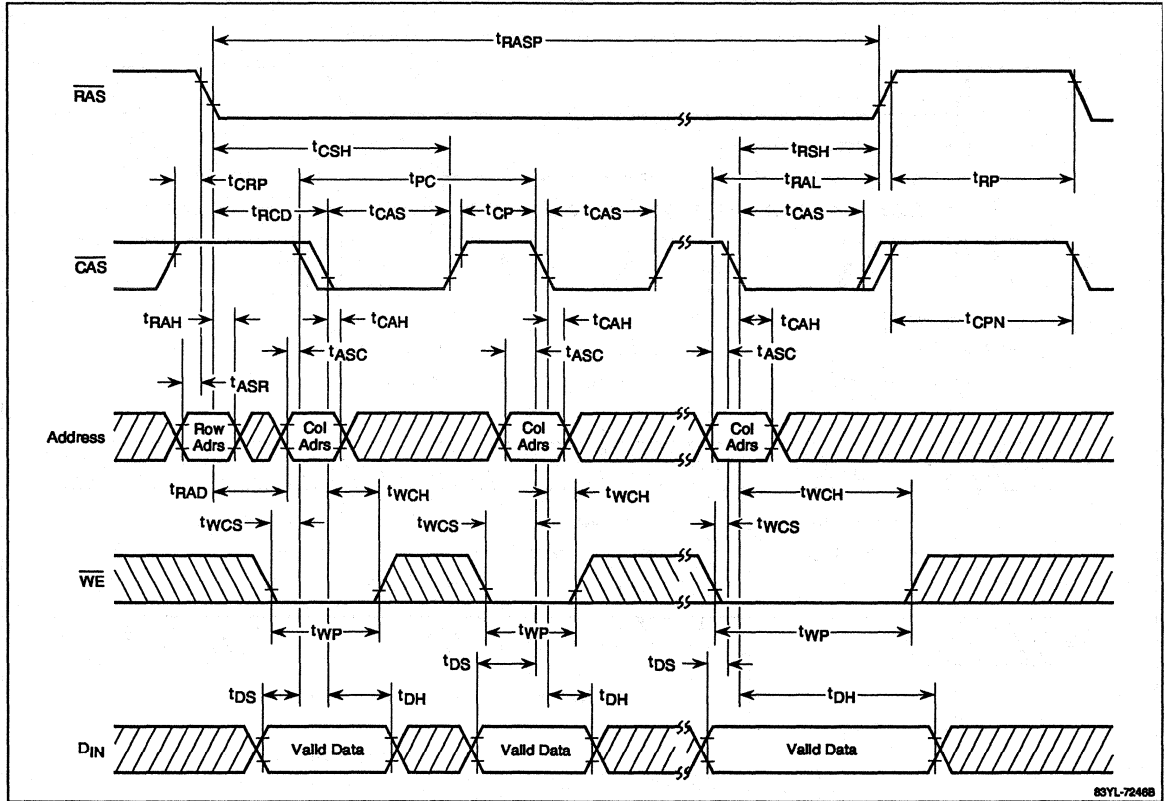 tRASP
RAS
tCSH
tRSH
tCRP
tPC
tRAL
tRP
tRCD
tCAS
tCP
tCAS
tCAS
CAS
tRAH
tCAH
tCAH
tCAH
tCPN
tASC
tASC
tASC
tASR
Address
Row
Adrs
Col
Adrs
Col
Adrs
Col
Adrs
tRAD
tWCH
tWCH
tWCH
tWCS
tWCS
tWCS
WE
tWP
tWP
tWP
tDS
tDS
tDS
tDH
tDH
tDH
DIN
Valid Data
Valid Data
Valid Data
83YL-7246B